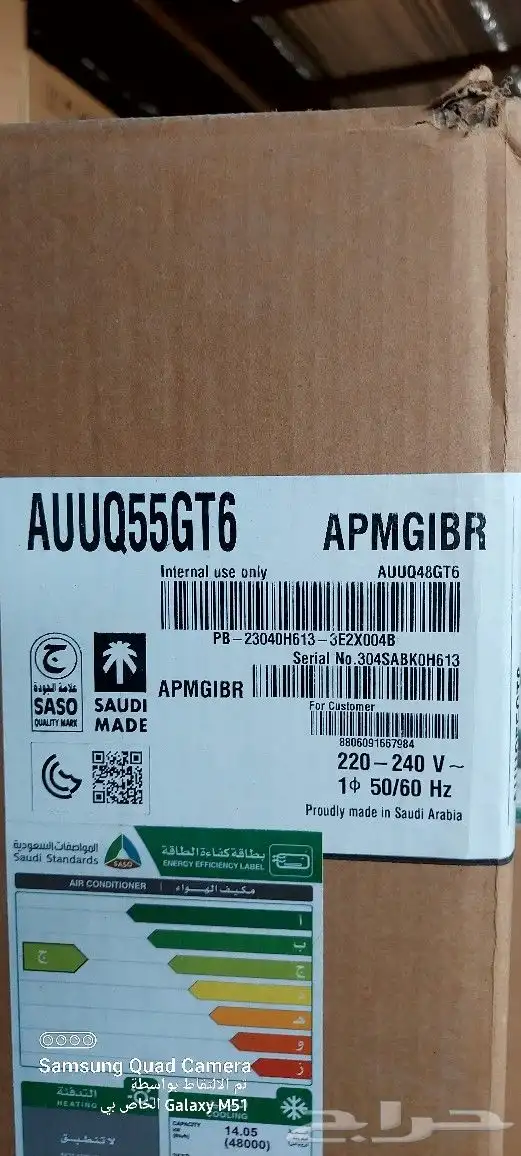 AUUQ55GT6 APMGIBR
Internal use only AUUQ48GT6
PB-23040H613-3E2X004B
Serial No.304SABK0H613
علامة الجودة
SASO
QUALITY MARK
SAUDI
MADE
APMGIBR
For Customer
8806091667984
220-240 V~
1Φ 50/60 Hz
Proudly made in Saudi Arabia
المواصفات السعودية
Saudi Standards
SASO
بطاقة كفاءة الطاقة
ENERGY EFFICIENCY LABEL
AIR CONDITIONER | مكيف الهواء
أ
ب
ج
ج
د
هـ
و
ز
Samsung Quad Camera
تم الالتقاط بواسطة
Galaxy M51 الخاص بي
التدفئة
HEATING
COOLING
لا تنطبق
CAPACITY
14.05
(48000)
حراج